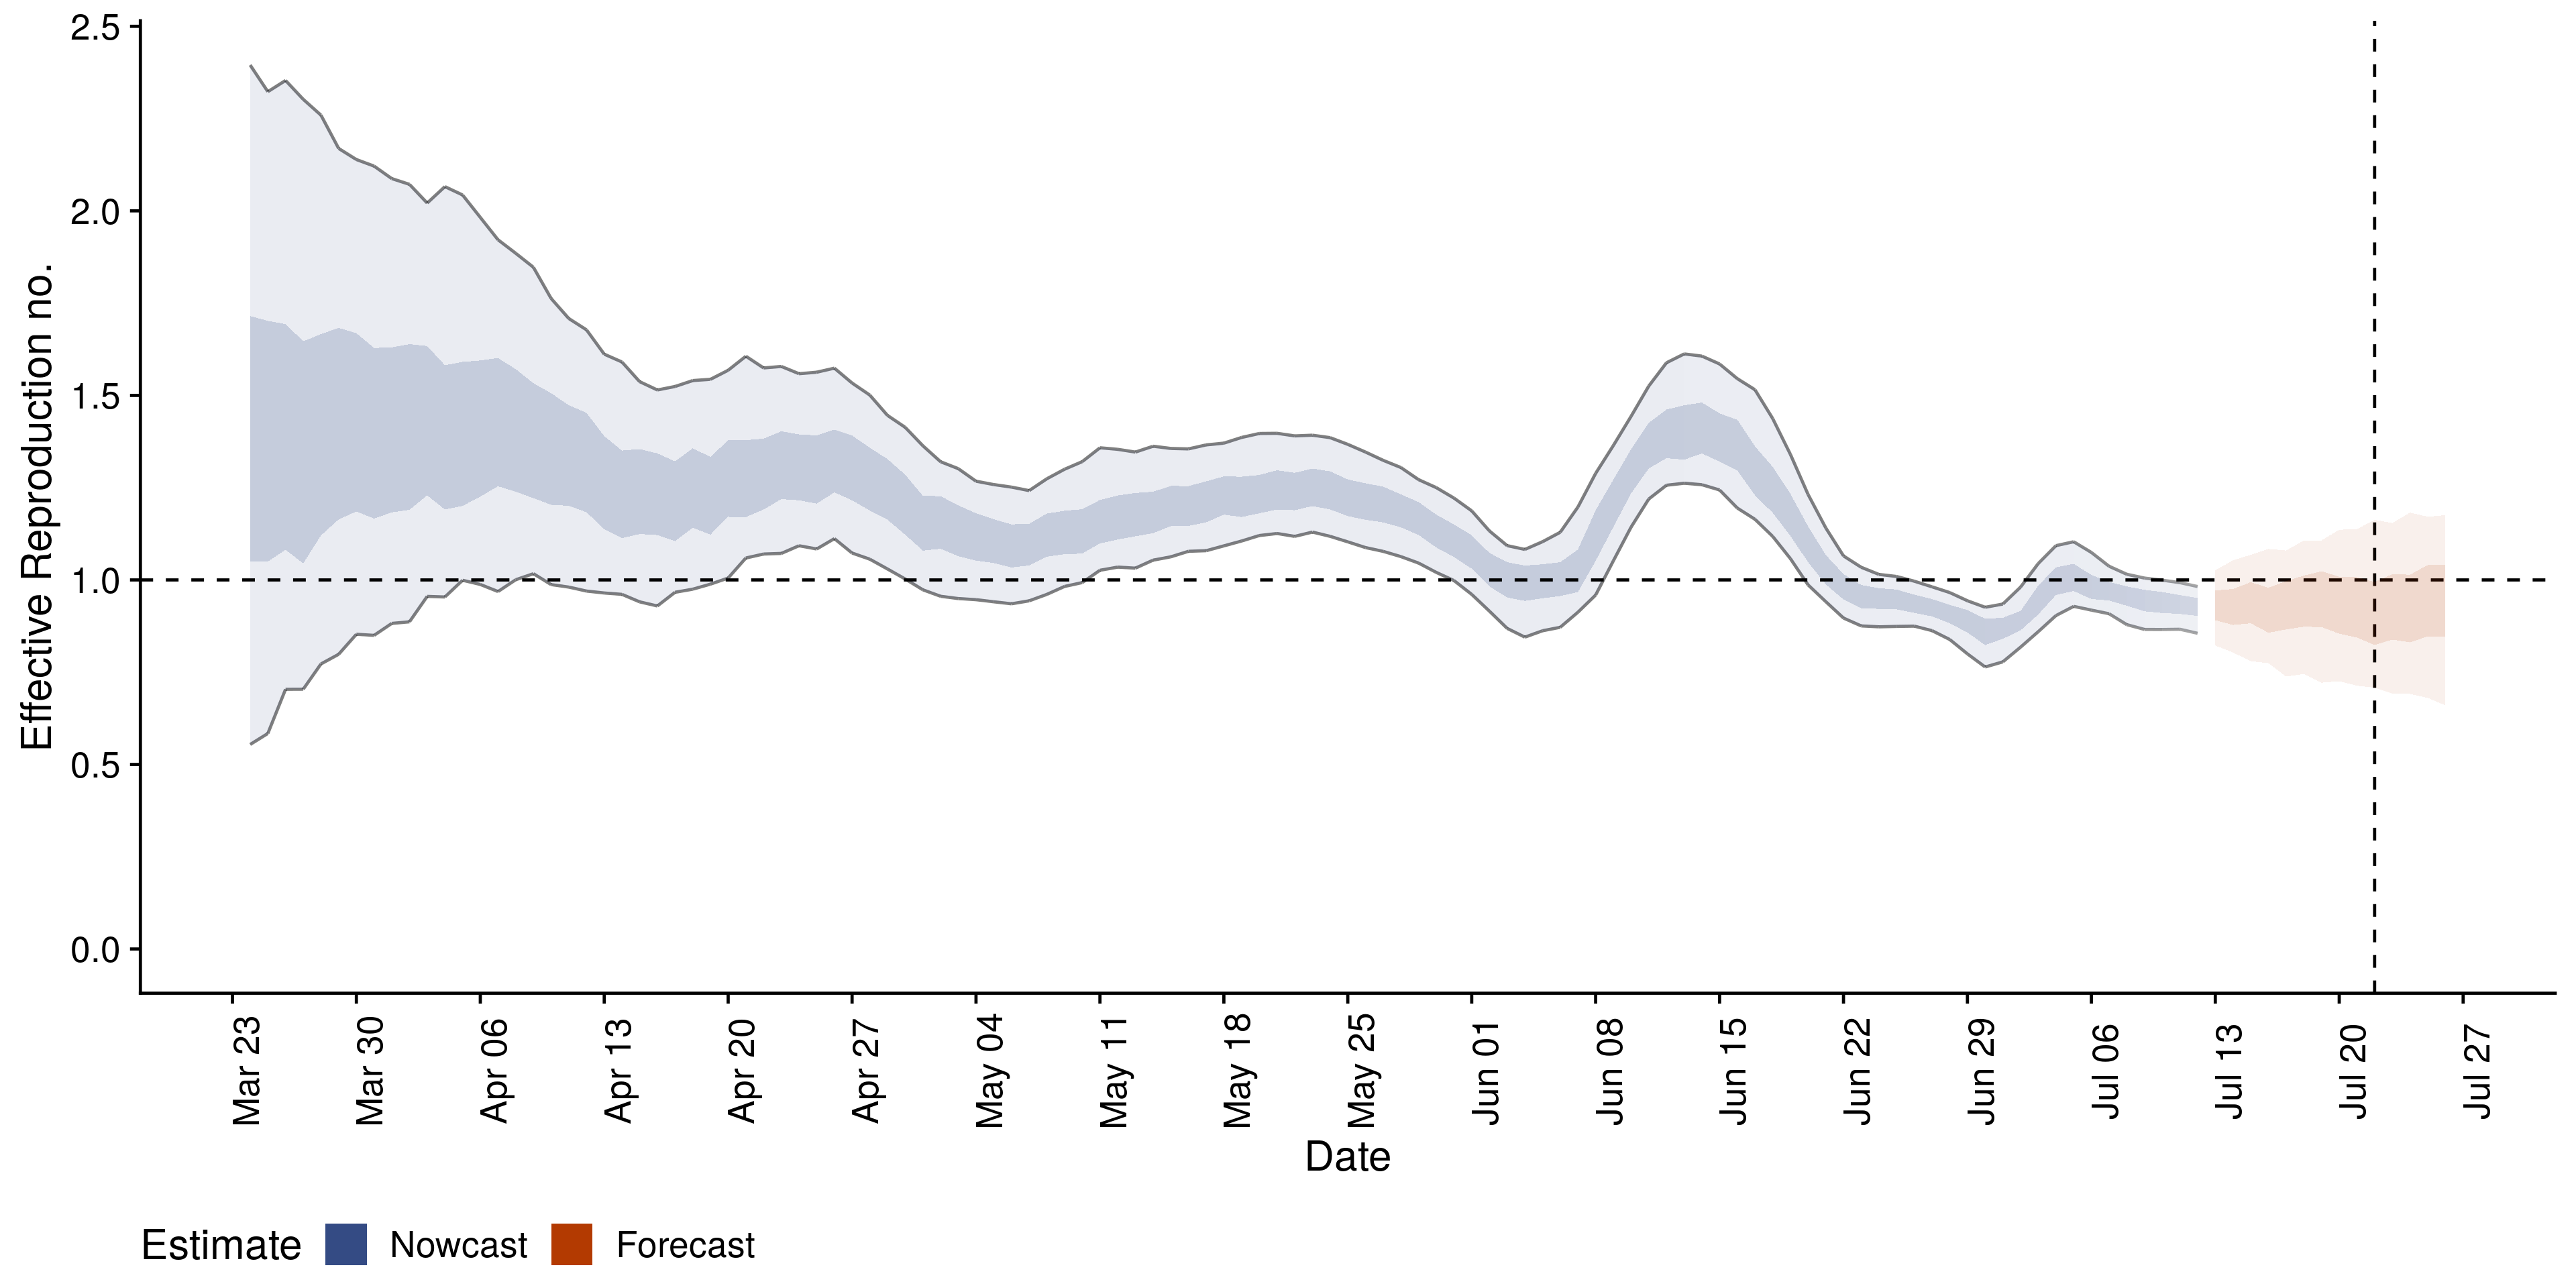 Effective Reproduction no.
2.5
2.0
1.5
1.0
0.5
0.0
Mar 23
Mar 30
Apr 06
Apr 13
Apr 20
Apr 27
May 04
May 11
May 18
May 25
Jun 01
Jun 08
Jun 15
Jun 22
Jun 29
Jul 06
Jul 13
Jul 20
Jul 27
Date
Estimate Nowcast Forecast